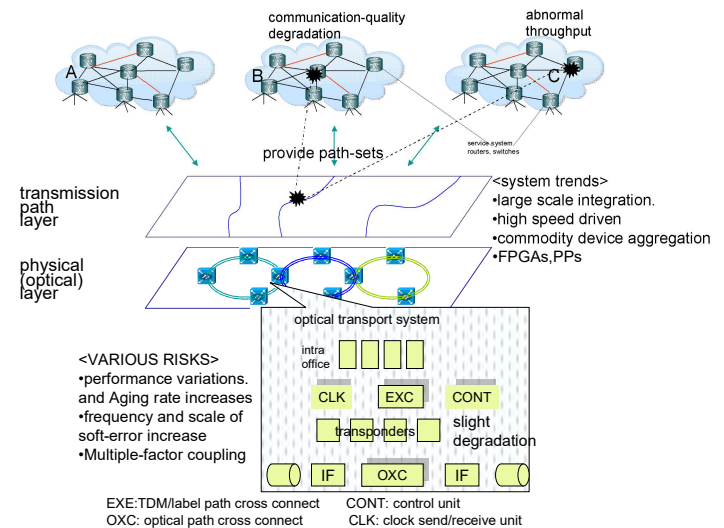 communication-quality
degradation
abnormal
throughput
A
B
C
service system
routers, switches
provide path-sets
transmission
path
layer
<system trends>
•large scale integration.
•high speed driven
•commodity device aggregation
•FPGAs,PPs
physical
(optical)
layer
optical transport system
intra
office
<VARIOUS RISKS>
•performance variations.
and Aging rate increases
•frequency and scale of
soft-error increase
•Multiple-factor coupling
CLK EXC CONT
transponders
slight
degradation
IF OXC IF
EXE:TDM/label path cross connect CONT: control unit
OXC: optical path cross connect CLK: clock send/receive unit